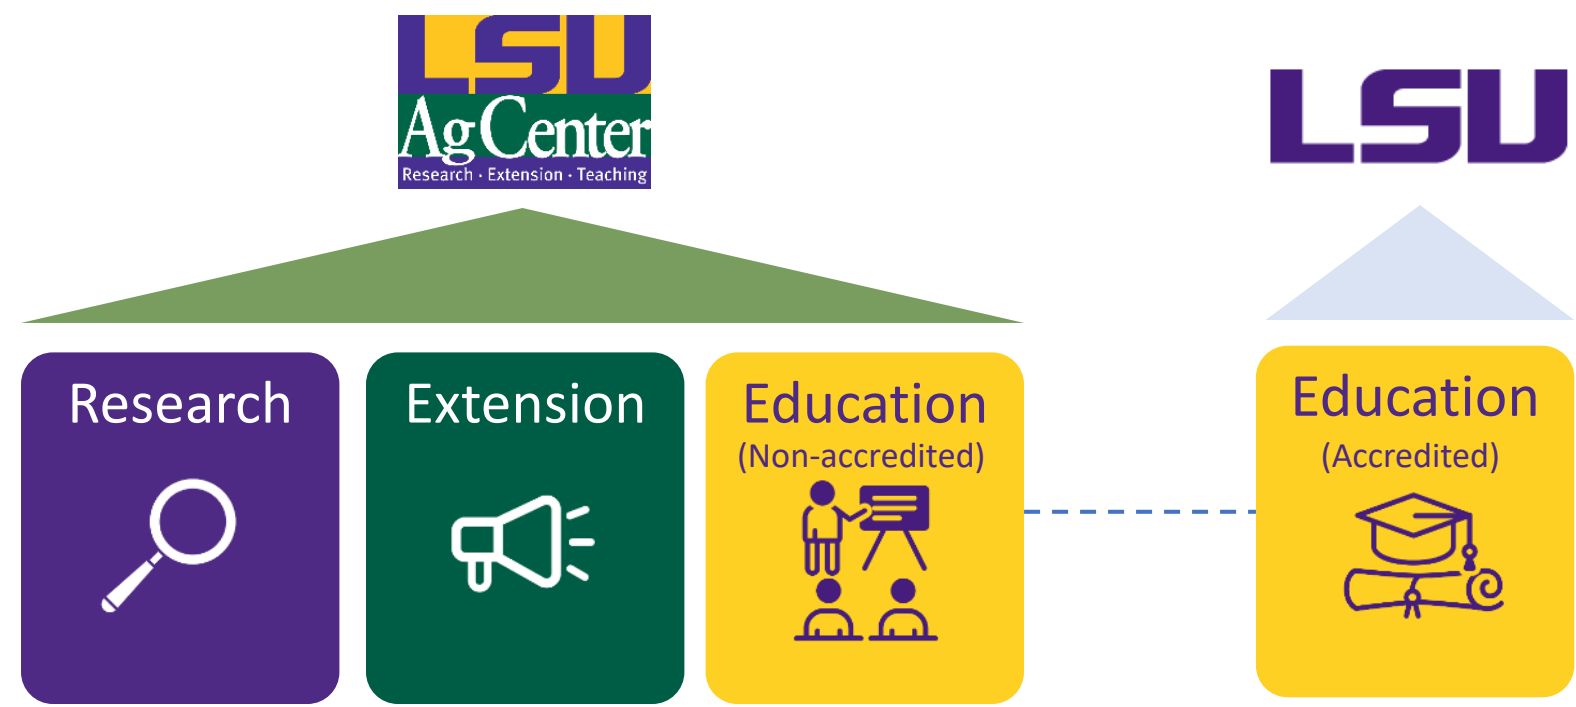 LSU
AgCenter
Research · Extension · Teaching
LSU
Research
Extension
Education
(Non-accredited)
Education
(Accredited)